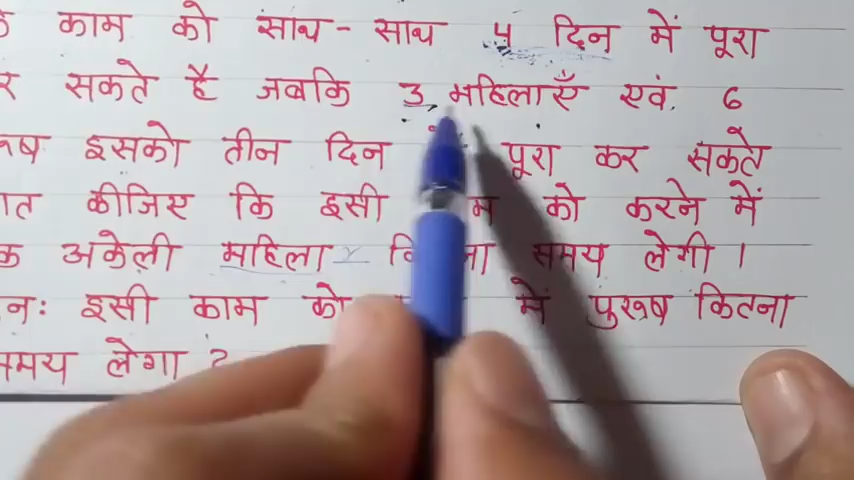 काम को साथ - साथ 4 दिन में पूरा
सकते है जबकि 3 महिलाएँ एवं 6
इसको तीन दिन पूरा कर सकते
कीजिए कि इसी को करने में
अकेली महिला समय लेगी ।
इसी काम को में पुरुष कितना
समय लेगा ?